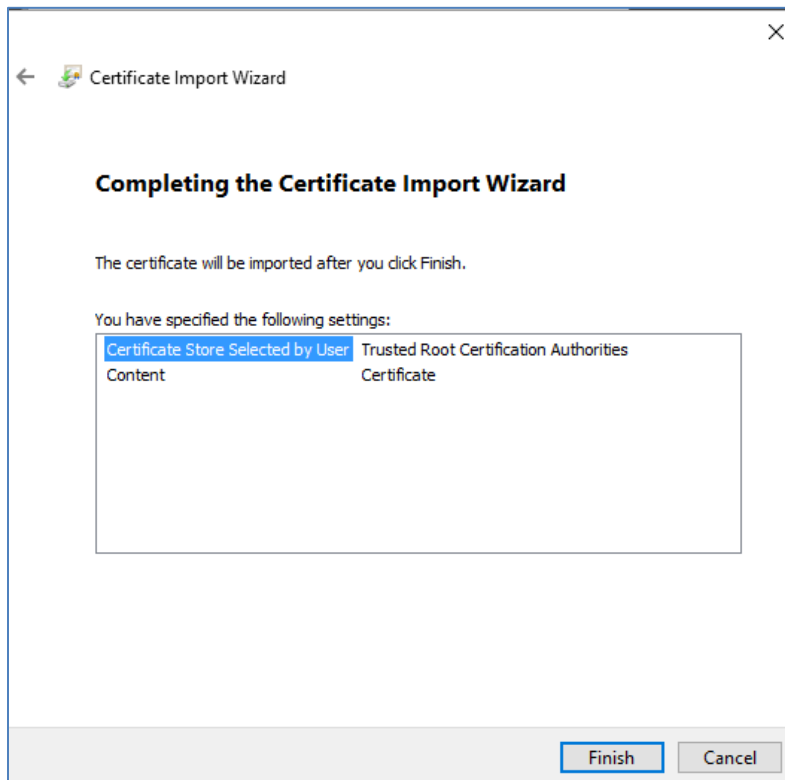 Certificate Import Wizard
Completing the Certificate Import Wizard
The certificate will be imported after you click Finish.
You have specified the following settings:
Certificate Store Selected by User Trusted Root Certification Authorities
Content Certificate
Finish Cancel